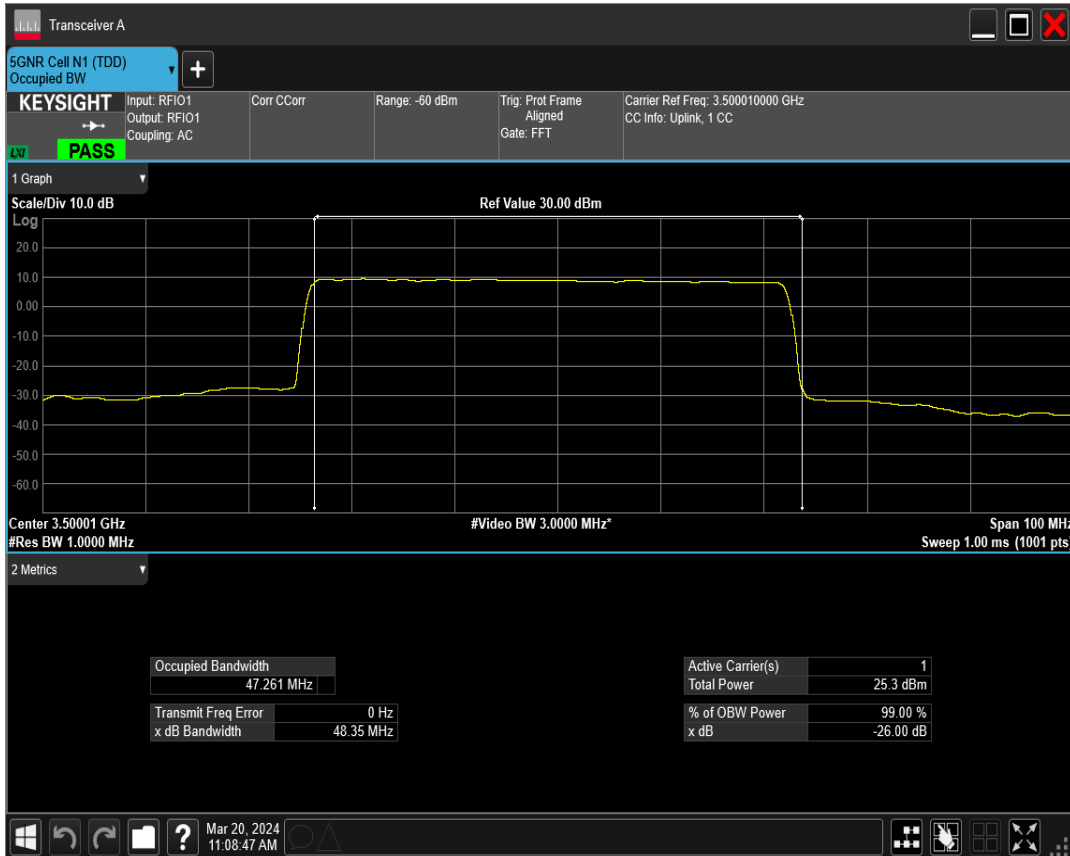 Transceiver A
5GNR Cell N1 (TDD)
Occupied BW
+
KEYSIGHT
LXI
PASS
Input: RFIO1
Output: RFIO1
Coupling: AC
Corr CCorr
Range: -60 dBm
Trig: Prot Frame
Aligned
Gate: FFT
Carrier Ref Freq: 3.500010000 GHz
CC Info: Uplink, 1 CC
1 Graph
Scale/Div 10.0 dB
Ref Value 30.00 dBm
Log
20.0
10.0
0.00
-10.0
-20.0
-30.0
-40.0
-50.0
-60.0
Center 3.50001 GHz
#Video BW 3.0000 MHz*
Span 100 MHz
#Res BW 1.0000 MHz
Sweep 1.00 ms (1001 pts)
2 Metrics
Occupied Bandwidth
47.261 MHz
Transmit Freq Error 0 Hz
x dB Bandwidth 48.35 MHz
Active Carrier(s) 1
Total Power 25.3 dBm
% of OBW Power 99.00 %
x dB -26.00 dB
?
Mar 20, 2024
11:08:47 AM